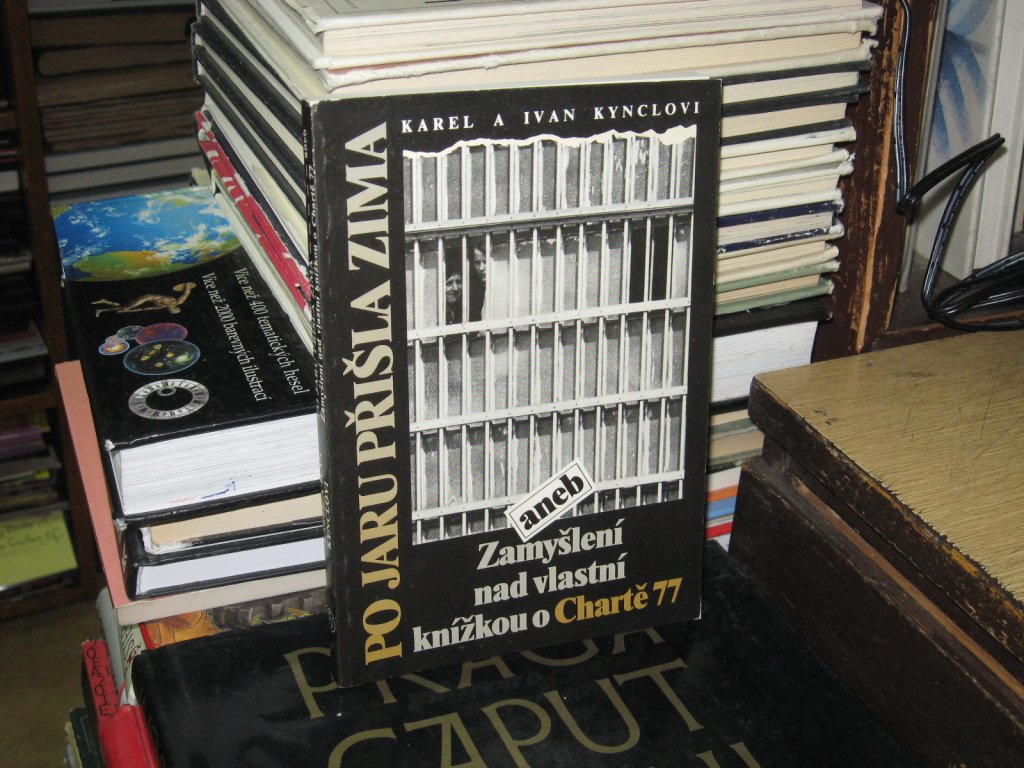 KAREL A IVAN KYNCLOVI
PO JARU PŘIŠLA ZIMA
aneb
Zamyšlení
nad vlastní
knížkou o Chartě 77
Více než 400 tematických hesel
Více než 2000 barevných ilustrací
PRAGA
CAPUT